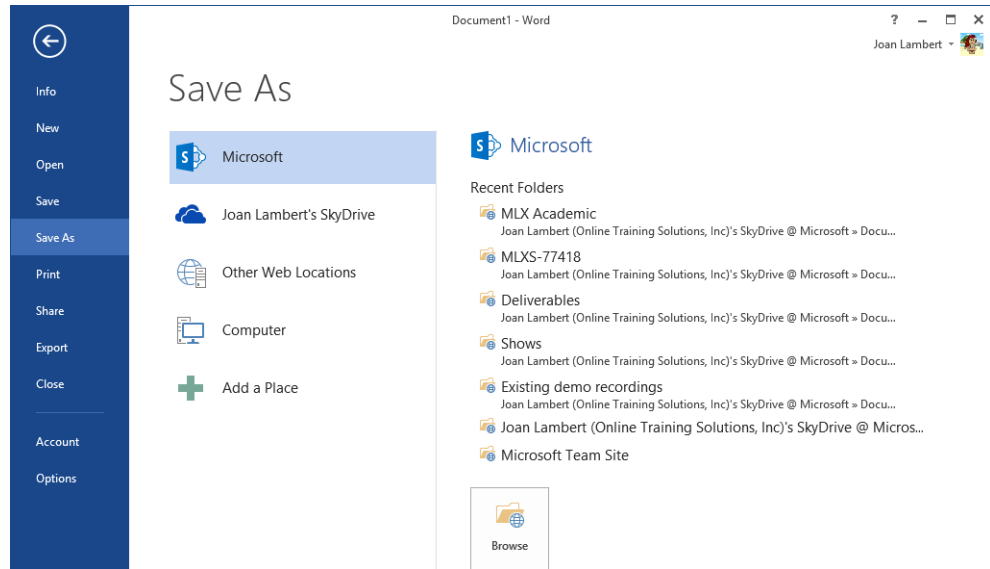 Document1 - Word
?
Joan Lambert
Info
New
Open
Save
Save As
Print
Share
Export
Close
Account
Options
Save As
Microsoft
Joan Lambert's SkyDrive
Other Web Locations
Computer
Add a Place
S Microsoft
Recent Folders
MLX Academic
Joan Lambert (Online Training Solutions, Inc)'s SkyDrive @ Microsoft » Docu...
MLXS-77418
Joan Lambert (Online Training Solutions, Inc)'s SkyDrive @ Microsoft » Docu...
Deliverables
Joan Lambert (Online Training Solutions, Inc)'s SkyDrive @ Microsoft » Docu...
Shows
Joan Lambert (Online Training Solutions, Inc)'s SkyDrive @ Microsoft » Docu...
Existing demo recordings
Joan Lambert (Online Training Solutions, Inc)'s SkyDrive @ Microsoft » Docu...
Joan Lambert (Online Training Solutions, Inc)'s SkyDrive @ Micros...
Microsoft Team Site
Browse